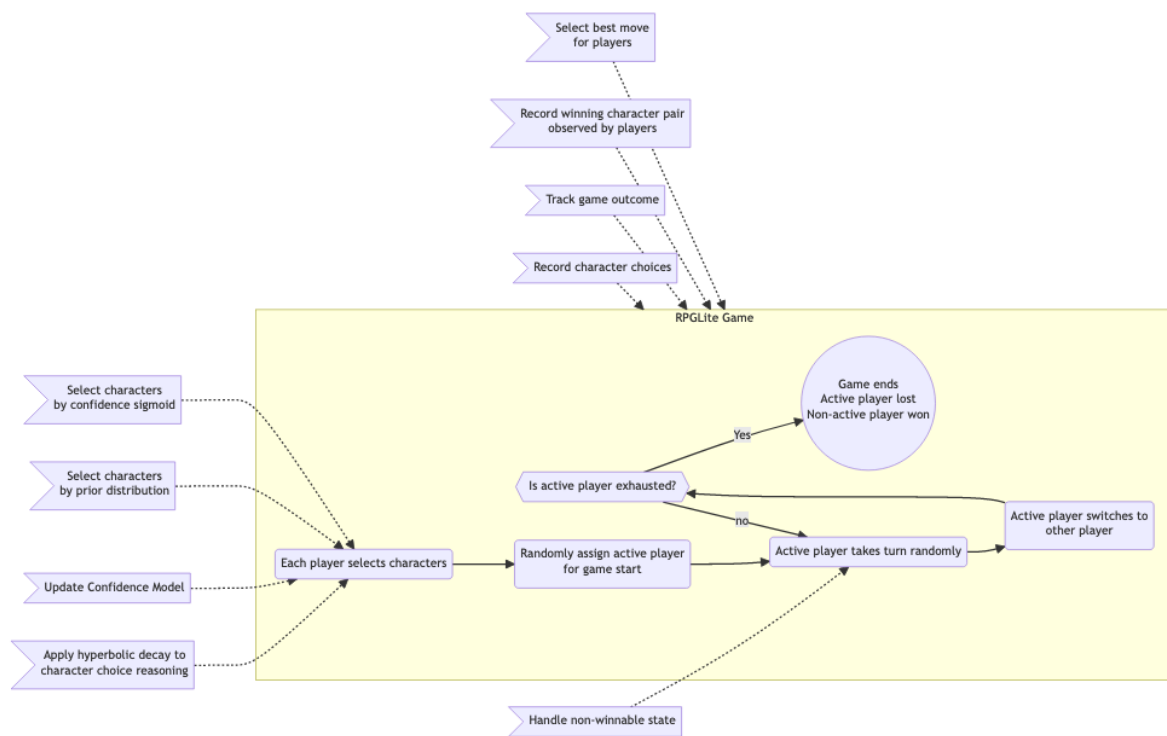 Select best move
for players
Record winning character pair
observed by players
Track game outcome
Record character choices
RPGLite Game
Select characters
by confidence sigmoid
Game ends
Active player lost
Non-active player won
Yes
Select characters
by prior distribution
Is active player exhausted?
no
Active player switches to
other player
Each player selects characters
Randomly assign active player
for game start
Active player takes turn randomly
Update Confidence Model
Apply hyperbolic decay to
character choice reasoning
Handle non-winnable state